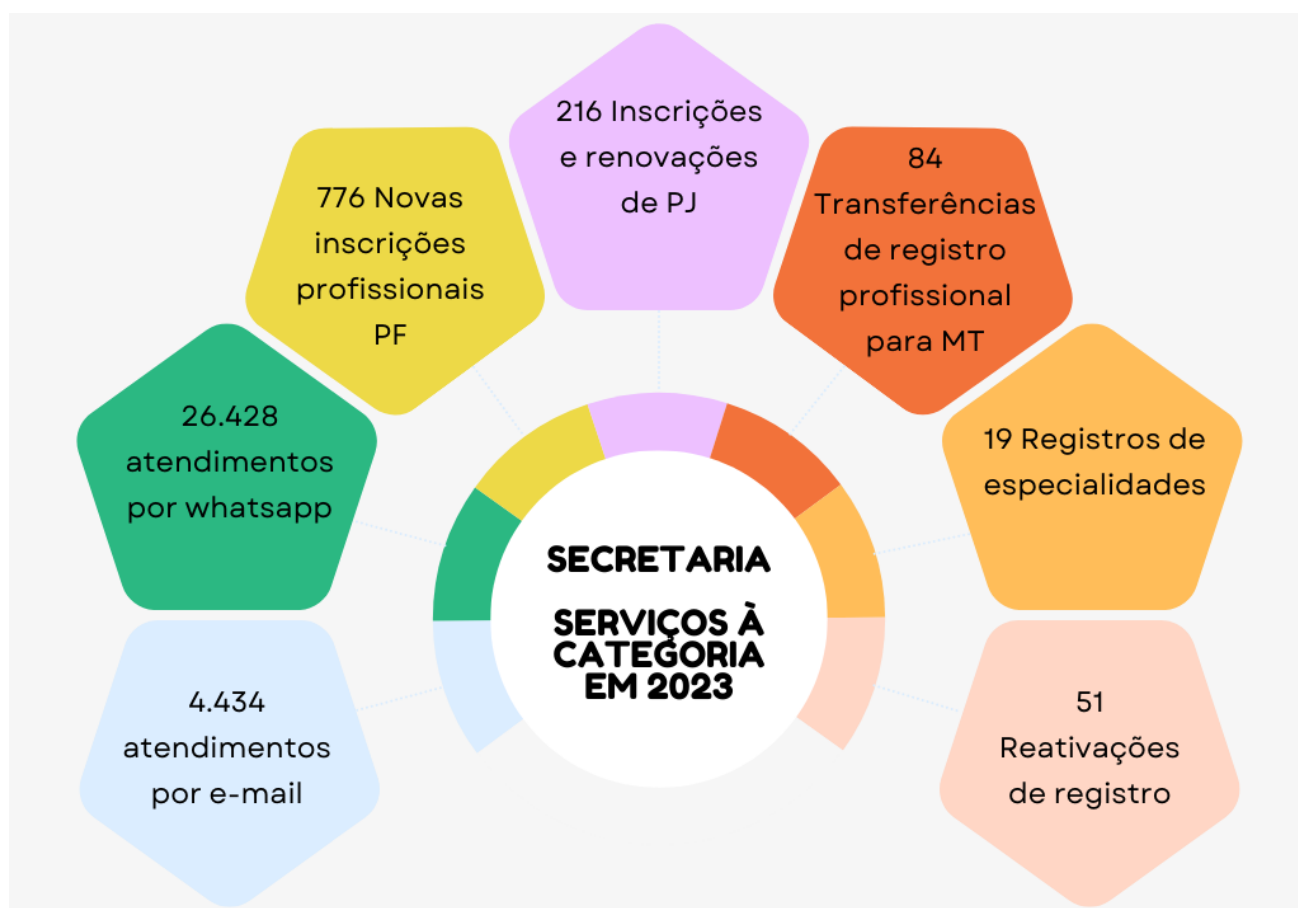 216 Inscrições
e renovações
de PJ
84
Transferências
de registro
profissional
para MT
776 Novas
inscrições
profissionais
PF
26.428
atendimentos
por whatsapp
19 Registros de
especialidades
SECRETARIA
SERVIÇOS À
CATEGORIA
EM 2023
4.434
atendimentos
por e-mail
51
Reativações
de registro